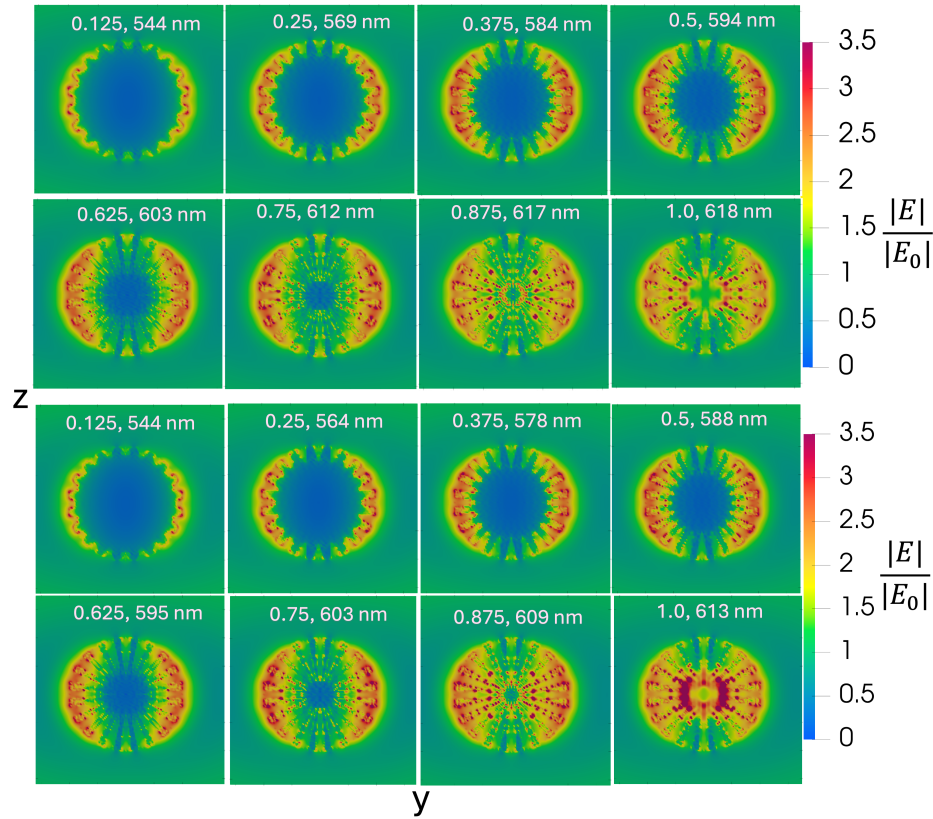 0.125, 544 nm
0.25, 569 nm
0.375, 584 nm
0.5, 594 nm
3.5
3
2.5
2
1.5
1
0.5
0
|E|
|E₀|
0.625, 603 nm
0.75, 612 nm
0.875, 617 nm
1.0, 618 nm
z
0.125, 544 nm
0.25, 564 nm
0.375, 578 nm
0.5, 588 nm
3.5
3
2.5
2
1.5
1
0.5
0
|E|
|E₀|
0.625, 595 nm
0.75, 603 nm
0.875, 609 nm
1.0, 613 nm
y